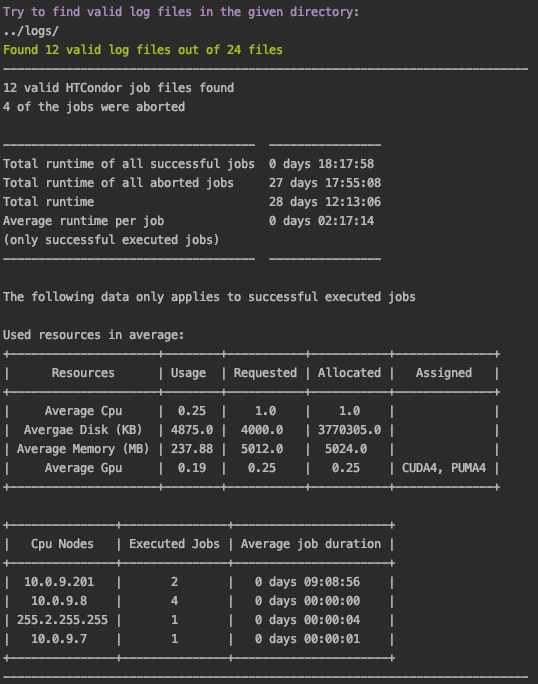 Try to find valid log files in the given directory:
../logs/
Found 12 valid log files out of 24 files
12 valid HTCondor job files found
4 of the jobs were aborted
Total runtime of all successful jobs 0 days 18:17:58
Total runtime of all aborted jobs 27 days 17:55:08
Total runtime 28 days 12:13:06
Average runtime per job 0 days 02:17:14
(only successful executed jobs)
The following data only applies to successful executed jobs
Used resources in average:
| Resources | Usage | Requested | Allocated | Assigned |
| Average Cpu | 0.25 | 1.0 | 1.0 | |
| Avergae Disk (KB) | 4875.0 | 4000.0 | 3770305.0 | |
| Average Memory (MB) | 237.88 | 5012.0 | 5024.0 | |
| Average Gpu | 0.19 | 0.25 | 0.25 | CUDA4, PUMA4 |
| Cpu Nodes | Executed Jobs | Average job duration |
| 10.0.9.201 | 2 | 0 days 09:08:56 |
| 10.0.9.8 | 4 | 0 days 00:00:00 |
| 255.2.255.255 | 1 | 0 days 00:00:04 |
| 10.0.9.7 | 1 | 0 days 00:00:01 |